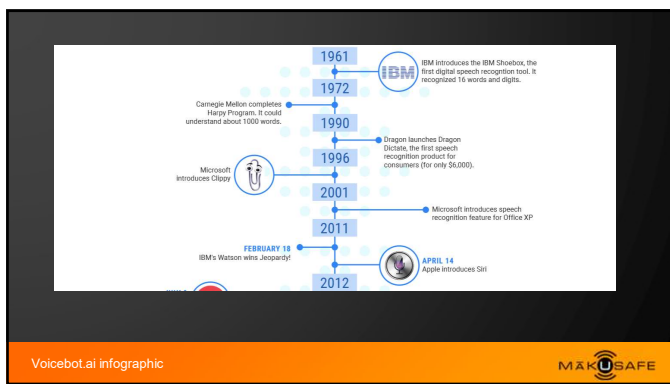 1961
IBM
IBM introduces the IBM Shoebox, the
first digital speech recogntion tool. It
recognized 16 words and digits.
1972
Carnegie Mellon completes
Harpy Program. It could
understand about 1000 words.
1990
Dragon launches Dragon
Dictate, the first speech
recognition product for
consumers (for only $6,000).
1996
Microsoft
introduces Clippy
2001
Microsoft introduces speech
recognition feature for Office XP
2011
FEBRUARY 18
IBM's Watson wins Jeopardy!
APRIL 14
Apple introduces Siri
2012
Voicebot.ai infographic
MĀKUSAFE